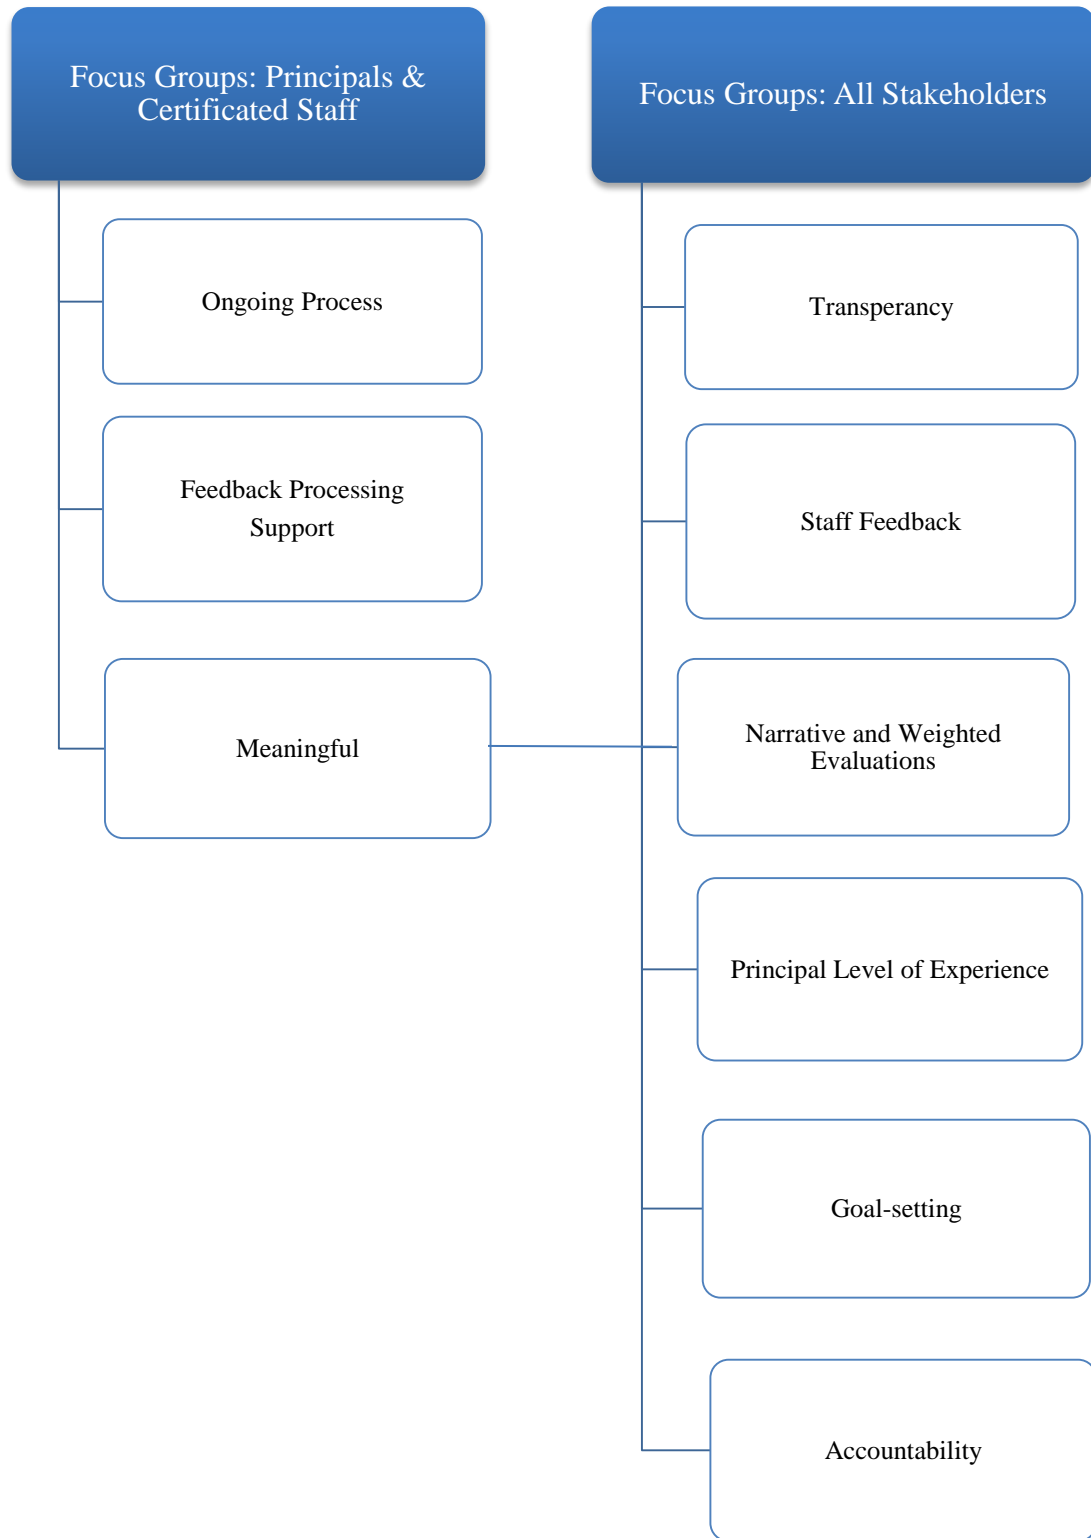 Focus Groups: Principals &
Certificated Staff
Ongoing Process
Feedback Processing
Support
Meaningful
Focus Groups: All Stakeholders
Transperancy
Staff Feedback
Narrative and Weighted
Evaluations
Principal Level of Experience
Goal-setting
Accountability